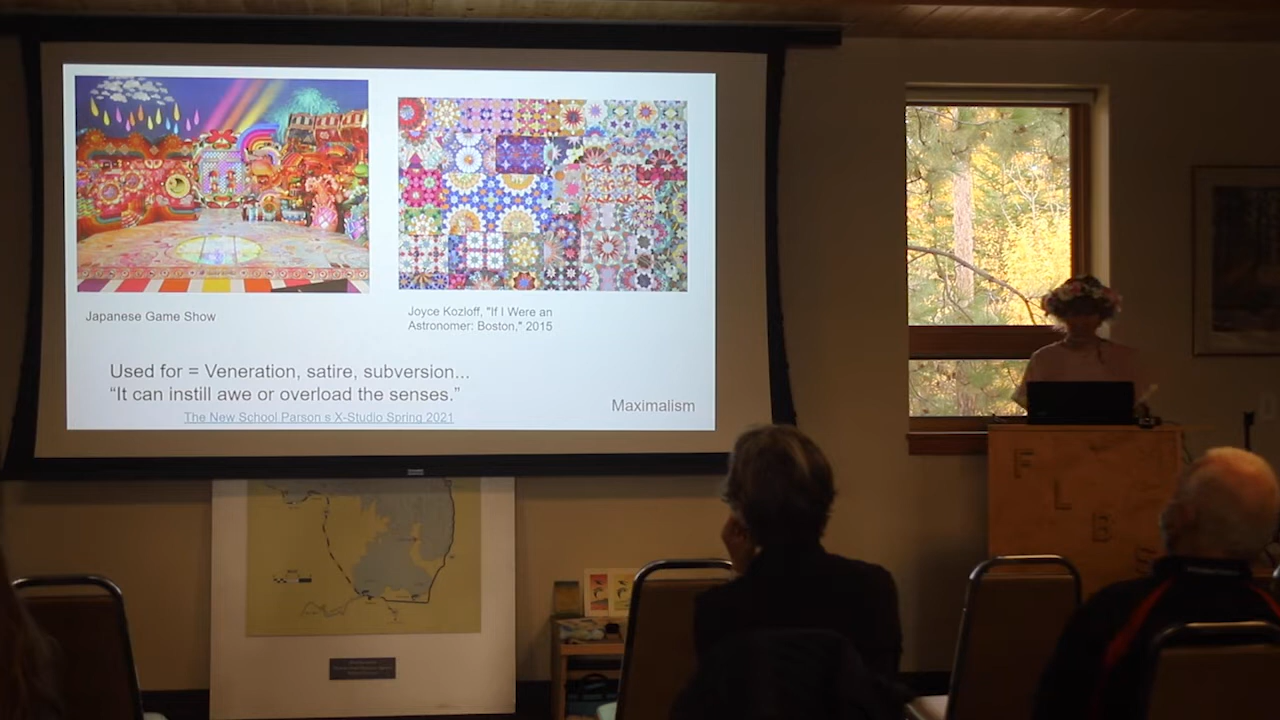 Japanese Game Show
Joyce Kozloff, "If I Were an
Astronomer: Boston," 2015
Used for = Veneration, satire, subversion...
“It can instill awe or overload the senses.”
The New School Parson s X-Studio Spring 2021
Maximalism
F
L
B
S